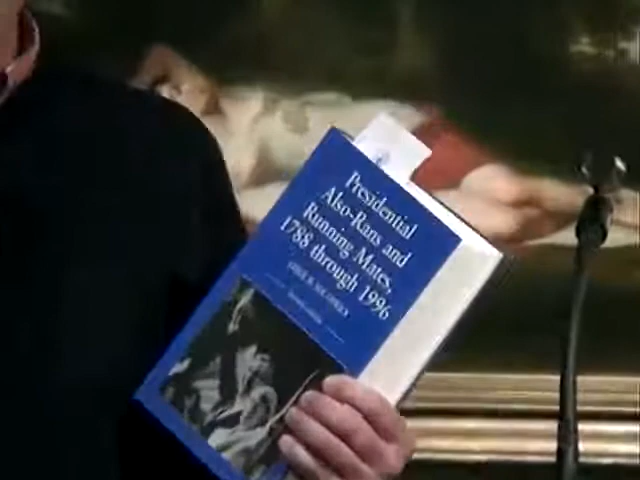 Presidential
Also-Rans and
Running Mates,
1788 through 1996